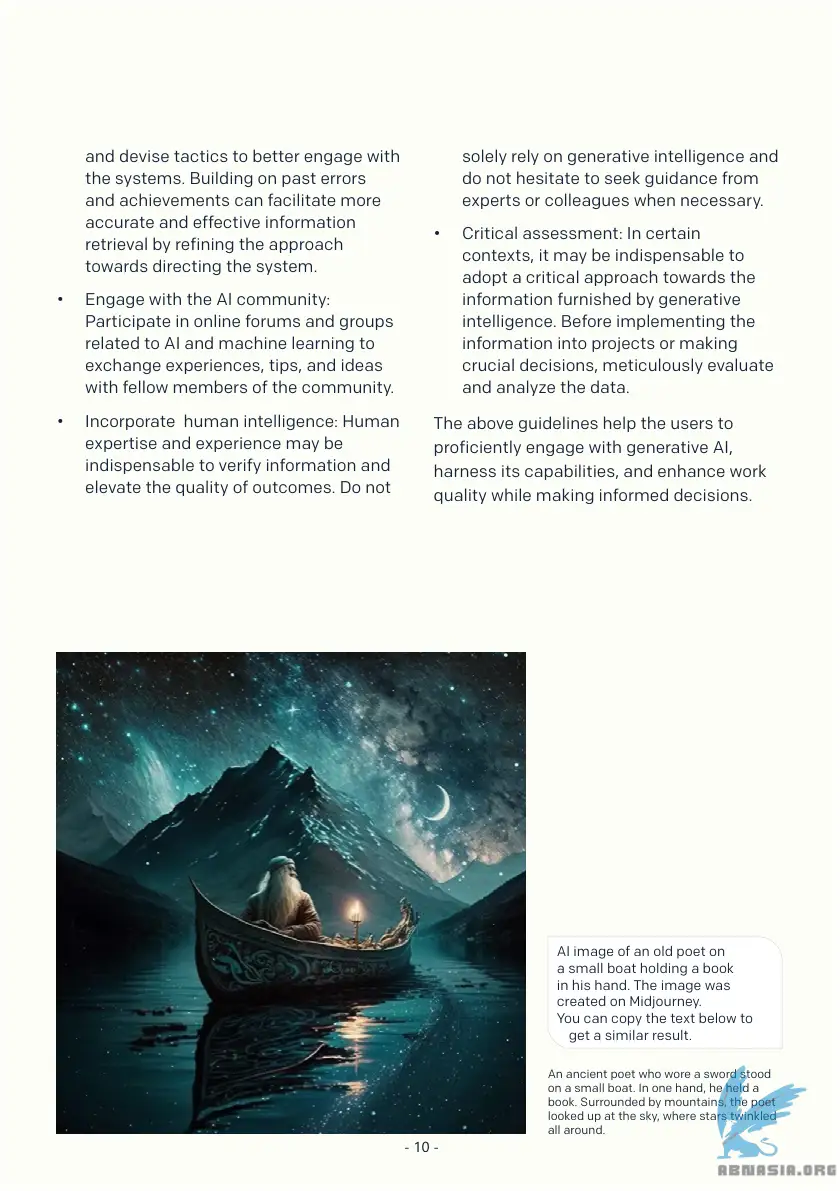 and devise tactics to better engage with
the systems. Building on past errors
and achievements can facilitate more
accurate and effective information
retrieval by refining the approach
towards directing the system.
• Engage with the AI community:
Participate in online forums and groups
related to AI and machine learning to
exchange experiences, tips, and ideas
with fellow members of the community.
• Incorporate  human intelligence: Human
expertise and experience may be
indispensable to verify information and
elevate the quality of outcomes. Do not
solely rely on generative intelligence and
do not hesitate to seek guidance from
experts or colleagues when necessary.
• Critical assessment: In certain
contexts, it may be indispensable to
adopt a critical approach towards the
information furnished by generative
intelligence. Before implementing the
information into projects or making
crucial decisions, meticulously evaluate
and analyze the data.
The above guidelines help the users to
proficiently engage with generative AI,
harness its capabilities, and enhance work
quality while making informed decisions.
AI image of an old poet on
a small boat holding a book
in his hand. The image was
created on Midjourney.
You can copy the text below to
get a similar result.
An ancient poet who wore a sword stood
on a small boat. In one hand, he held a
book. Surrounded by mountains, the poet
looked up at the sky, where stars twinkled
all around.
- 10 -
ABNASIA.ORG